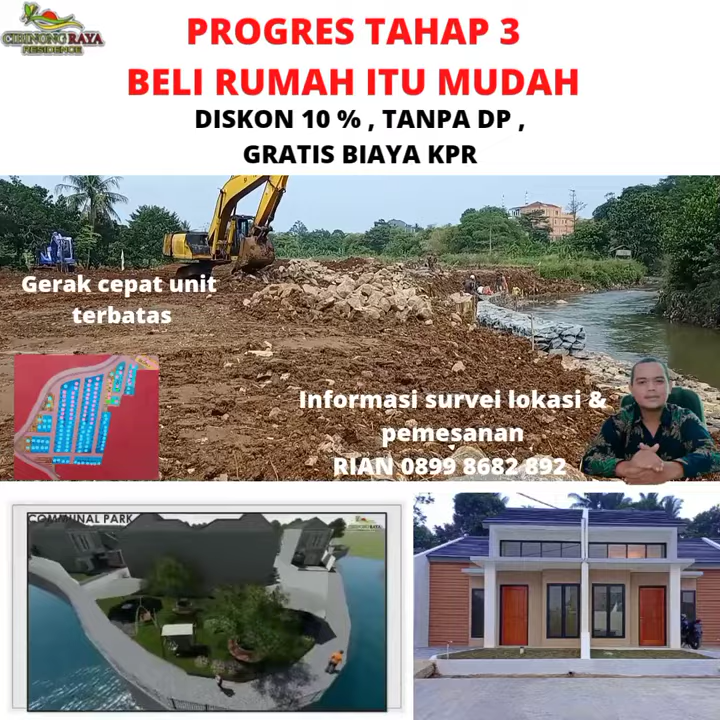 CIBINONG RAYA
RESIDENCE
PROGRES TAHAP 3
BELI RUMAH ITU MUDAH
DISKON 10 % , TANPA DP ,
GRATIS BIAYA KPR
Gerak cepat unit
terbatas
Informasi survei lokasi &
pemesanan
RIAN 0899 8682 892
COMMUNAL PARK